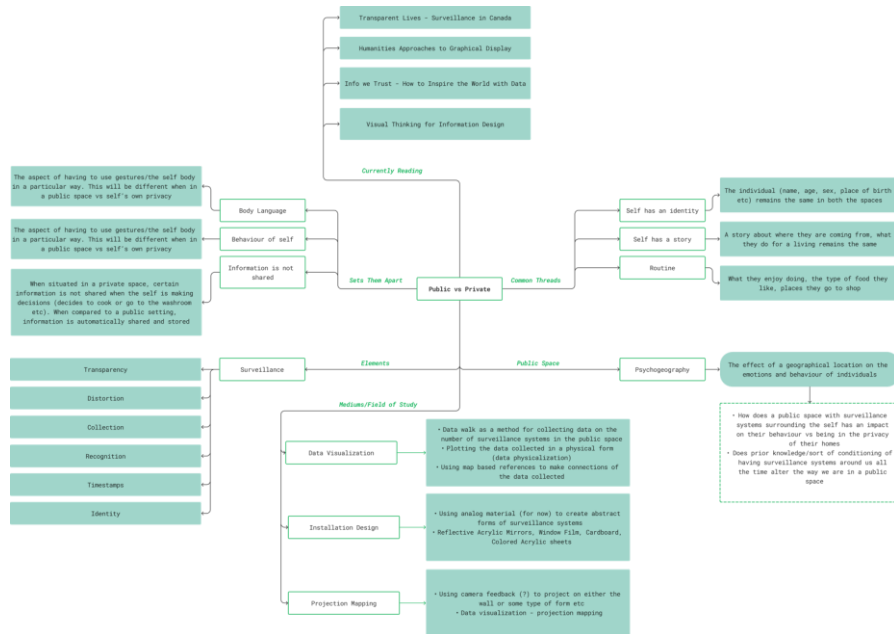 Transparent Lives - Surveillance in Canada
Humanities Approaches to Graphical Display
Info we Trust - How to Inspire the World with Data
Visual Thinking for Information Design
Currently Reading
The aspect of having to use gestures/the self body
in a particular way. This will be different when in
a public space vs self's own privacy
Body Language
The aspect of having to use gestures/the self body
in a particular way. This will be different when in
a public space vs self's own privacy
Behaviour of self
Information is not
shared
When situated in a private space, certain
information is not shared when the self is making
decisions (decides to cook or go to the washroom
etc). When compared to a public setting,
information is automatically shared and stored
Sets Them Apart
Public vs Private
Common Threads
Self has an identity
The individual (name, age, sex, place of birth
etc) remains the same in both the spaces
Self has a story
A story about where they are coming from, what
they do for a living remains the same
Routine
What they enjoy doing, the type of food they
like, places they go to shop
Elements
Surveillance
Transparency
Distortion
Collection
Recognition
Timestamps
Identity
Public Space
Psychogeography
The effect of a geographical location on the
emotions and behaviour of individuals
• How does a public space with surveillance
systems surrounding the self has an impact
on their behaviour vs being in the privacy
of their homes
• Does prior knowledge/sort of conditioning of
having surveillance systems around us all
the time alter the way we are in a public
space
Mediums/Field of Study
Data Visualization
• Data walk as a method for collecting data on the
number of surveillance systems in the public space
• Plotting the data collected in a physical form
(data physicalization)
• Using map based references to make connections of
the data collected
Installation Design
• Using analog material (for now) to create abstract
forms of surveillance systems
• Reflective Acrylic Mirrors, Window Film, Cardboard,
Colored Acrylic sheets
Projection Mapping
• Using camera feedback (?) to project on either the
wall or some type of form etc
• Data visualization - projection mapping